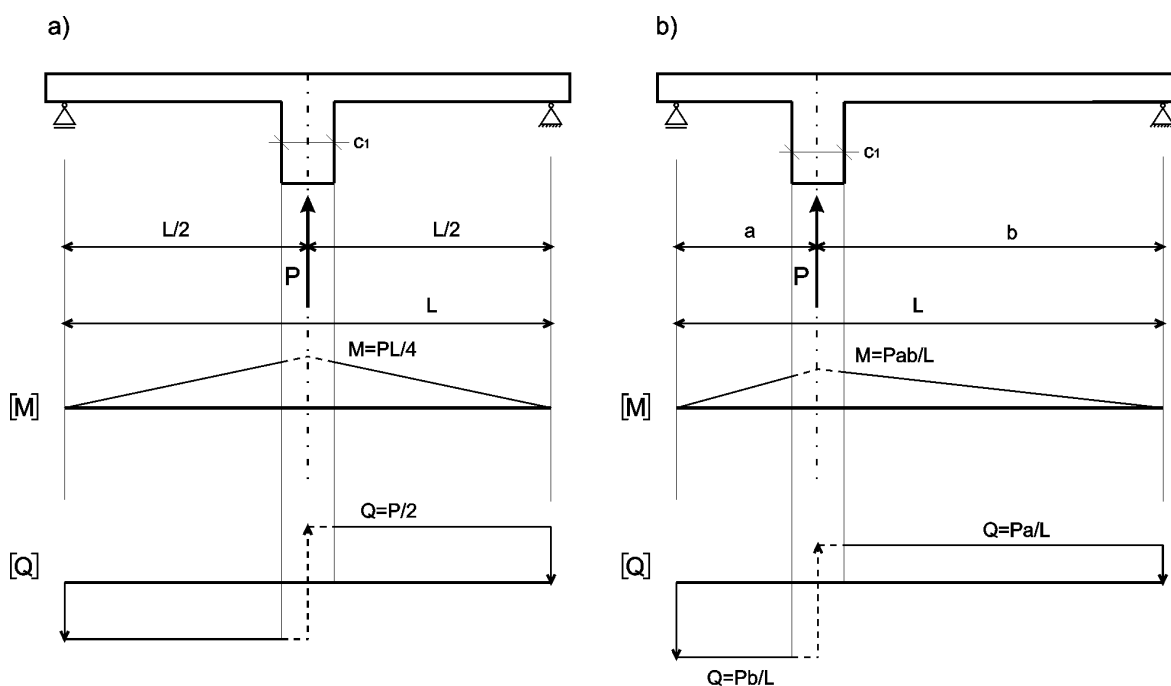 a)
c1
L/2
L/2
P
L
M=PL/4
[M]
Q=P/2
[Q]
b)
c1
a
b
P
L
M=Pab/L
[M]
Q=Pa/L
[Q]
Q=Pb/L